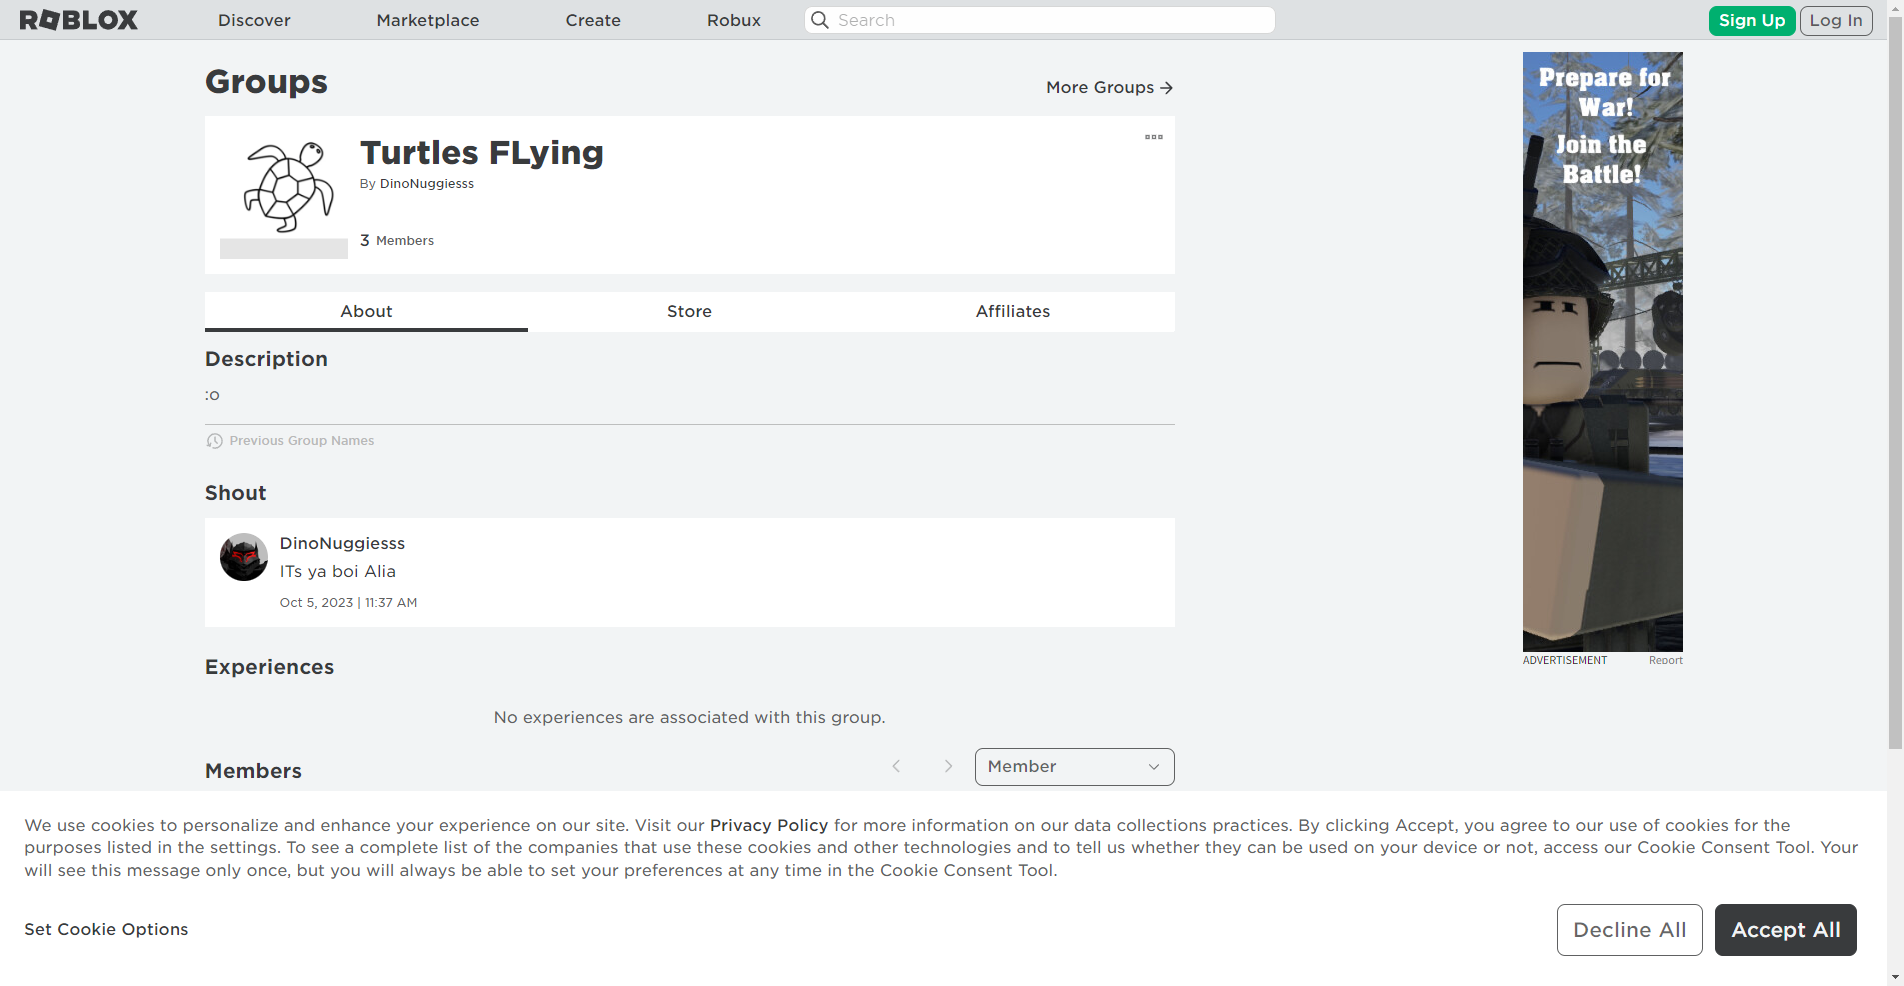 ROBLOX
Discover
Marketplace
Create
Robux
Search
Sign Up
Log In
Groups
More Groups
Turtles FLying
By DinoNuggiesss
3 Members
About
Store
Affiliates
Description
:o
Previous Group Names
Shout
DinoNuggiesss
ITs ya boi Alia
Oct 5, 2023 | 11:37 AM
Experiences
No experiences are associated with this group.
Members
Member
Prepare for
War!
Join the
Battle!
ADVERTISEMENT
Report
We use cookies to personalize and enhance your experience on our site. Visit our Privacy Policy for more information on our data collections practices. By clicking Accept, you agree to our use of cookies for the
purposes listed in the settings. To see a complete list of the companies that use these cookies and other technologies and to tell us whether they can be used on your device or not, access our Cookie Consent Tool. Your
will see this message only once, but you will always be able to set your preferences at any time in the Cookie Consent Tool.
Set Cookie Options
Decline All
Accept All